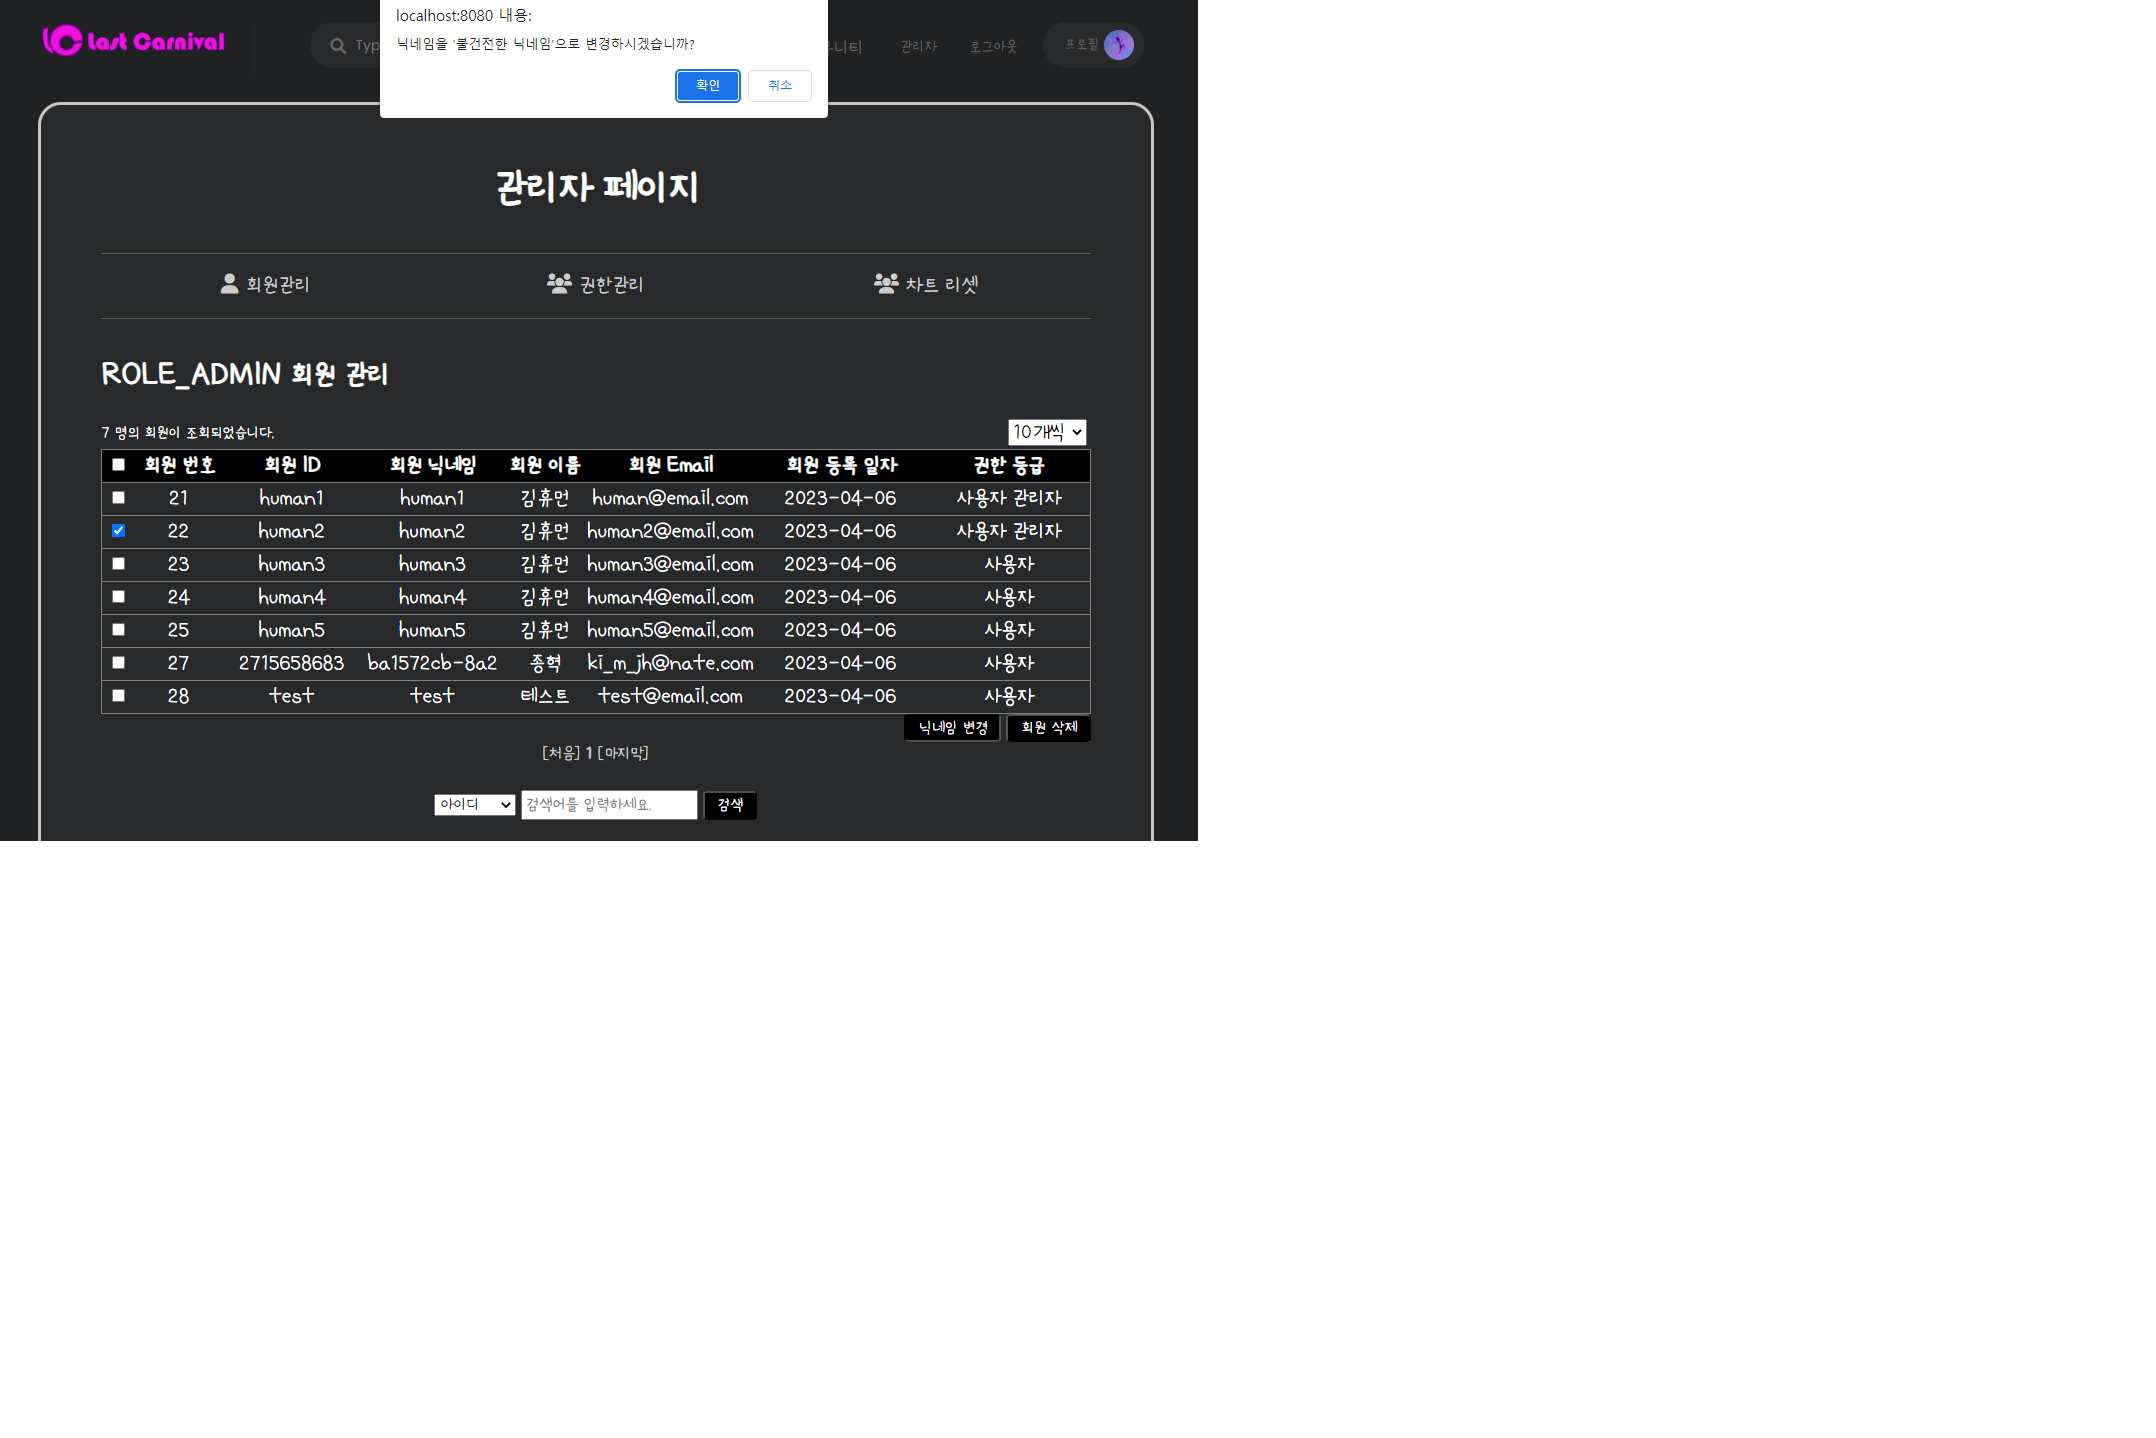 localhost:8080 내용:
닉네임을 '불건전한 닉네임'으로 변경하시겠습니까?
확인 취소
Last Carnival
Typ
니티 관리자 로그아웃 프로필
관리자 페이지
회원관리 권한관리 차트 리셋
ROLE_ADMIN 회원 관리
7 명의 회원이 조회되었습니다.
10개씩
회원 번호 회원 ID 회원 닉네임 회원 이름 회원 Email 회원 등록 일자 권한 등급
21 human1 human1 김휴먼 human@email.com 2023-04-06 사용자 관리자
22 human2 human2 김휴먼 human2@email.com 2023-04-06 사용자 관리자
23 human3 human3 김휴먼 human3@email.com 2023-04-06 사용자
24 human4 human4 김휴먼 human4@email.com 2023-04-06 사용자
25 human5 human5 김휴먼 human5@email.com 2023-04-06 사용자
27 2715658683 ba1572cb-8a2 종혁 ki_m_jh@nate.com 2023-04-06 사용자
28 test test 테스트 test@email.com 2023-04-06 사용자
닉네임 변경 회원 삭제
[처음] 1 [마지막]
아이디 검색어를 입력하세요. 검색